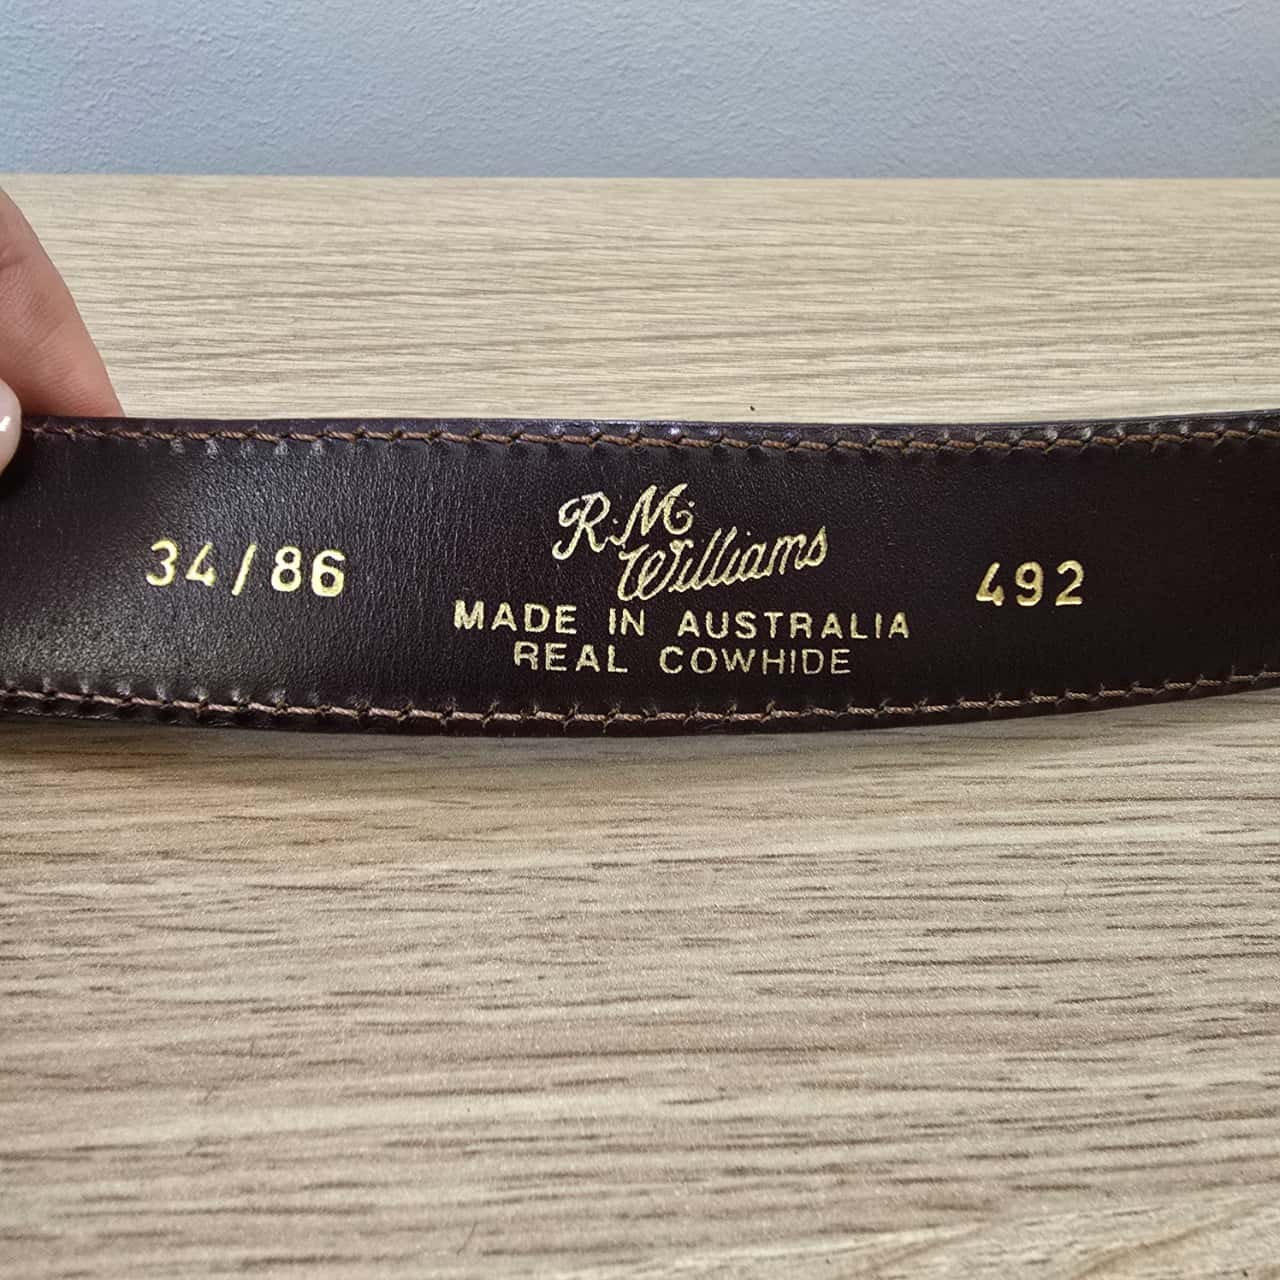 34/86
R.M.
Williams
MADE IN AUSTRALIA
REAL COWHIDE
492